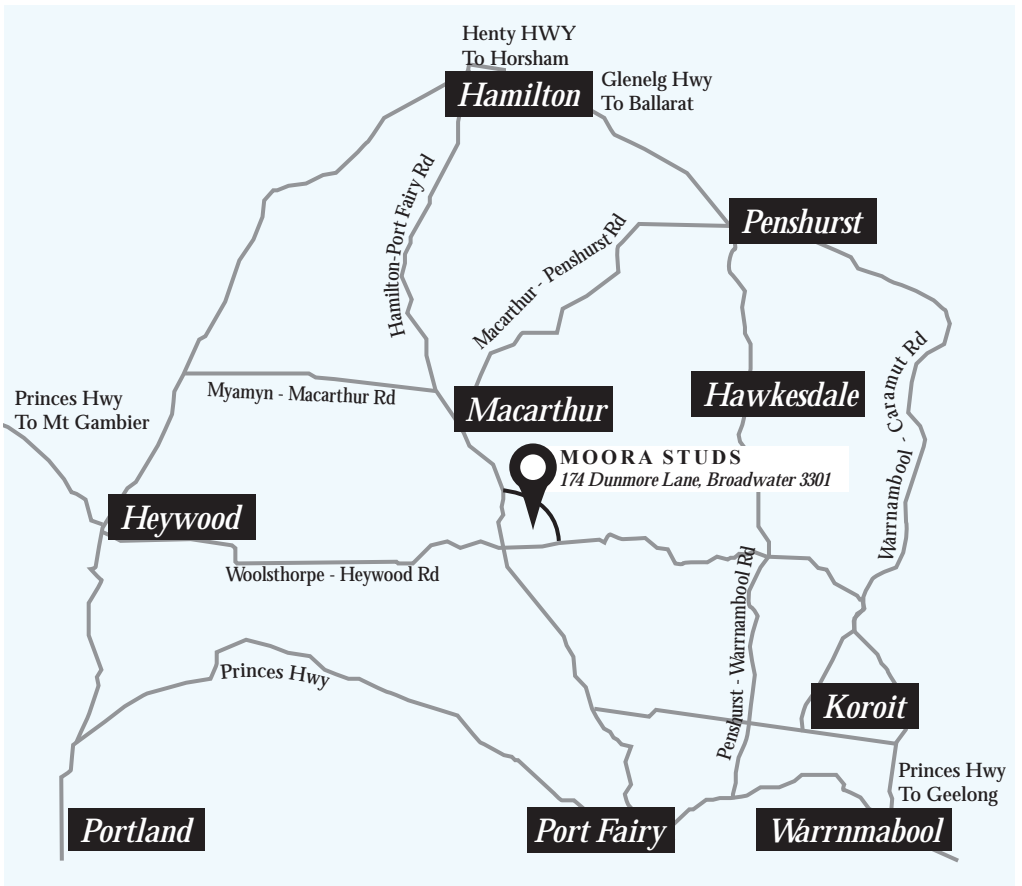 Henty HWY
To Horsham
Hamilton
Glenelg Hwy
To Ballarat
Hamilton-Port Fairy Rd
Penshurst
Macarthur - Penshurst Rd
Myamyn - Macarthur Rd
Macarthur
Hawkesdale
Warrnambool - Caramut Rd
Princes Hwy
To Mt Gambier
MOORA STUDS
174 Dunmore Lane, Broadwater 3301
Heywood
Woolsthorpe - Heywood Rd
Penshurst - Warrnambool Rd
Princes Hwy
Koroit
Princes Hwy
To Geelong
Portland
Port Fairy
Warrnmabool